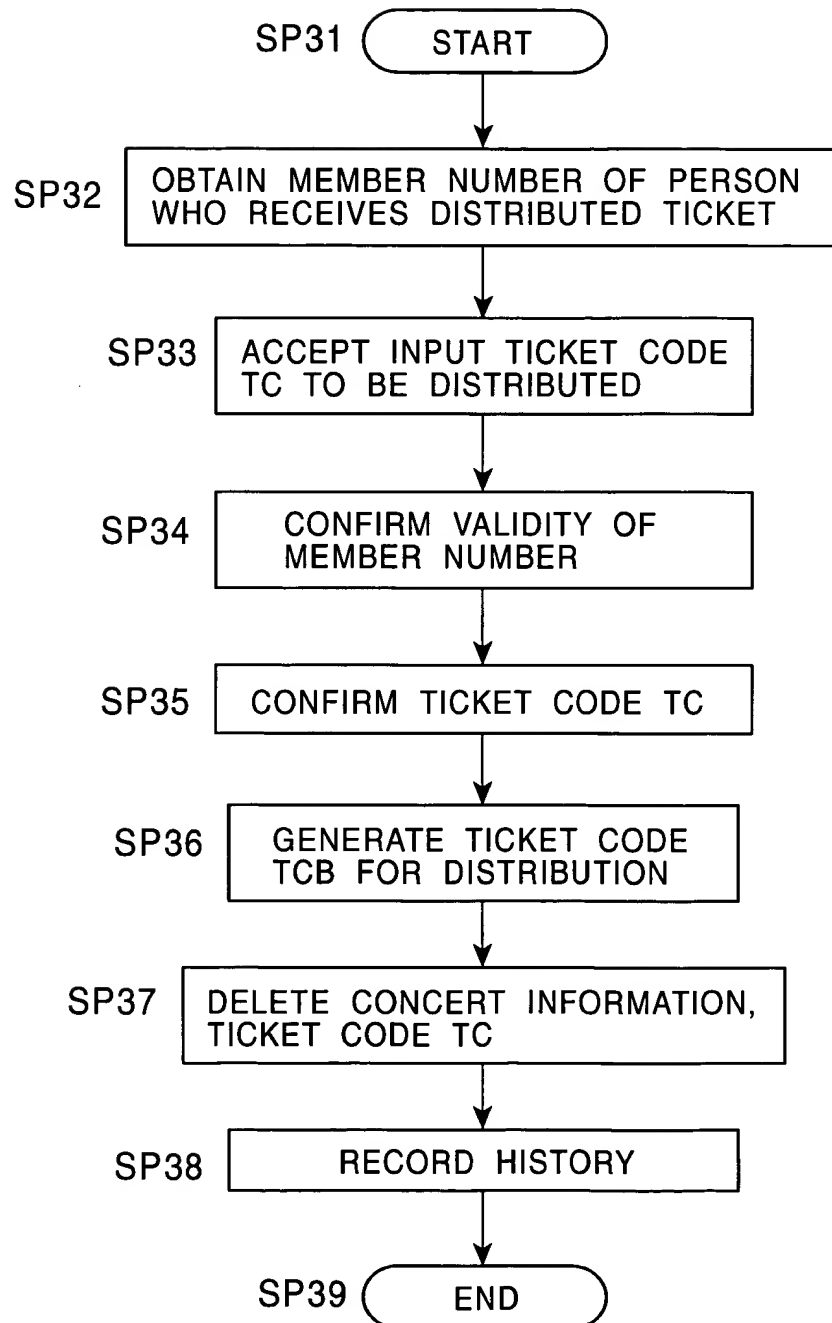 SP31 START
SP32 OBTAIN MEMBER NUMBER OF PERSON
WHO RECEIVES DISTRIBUTED TICKET
SP33 ACCEPT INPUT TICKET CODE
TC TO BE DISTRIBUTED
SP34 CONFIRM VALIDITY OF
MEMBER NUMBER
SP35 CONFIRM TICKET CODE TC
SP36 GENERATE TICKET CODE
TCB FOR DISTRIBUTION
SP37 DELETE CONCERT INFORMATION,
TICKET CODE TC
SP38 RECORD HISTORY
SP39 END